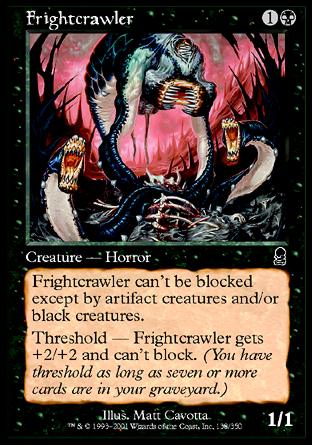 Frightcrawler 1
Creature — Horror
Frightcrawler can't be blocked
except by artifact creatures and/or
black creatures.
Threshold — Frightcrawler gets
+2/+2 and can't block. (You have
threshold as long as seven or more
cards are in your graveyard.)
Illus. Matt Cavotta
™ & © 1993–2001 Wizards of the Coast, Inc. 138/350
1/1